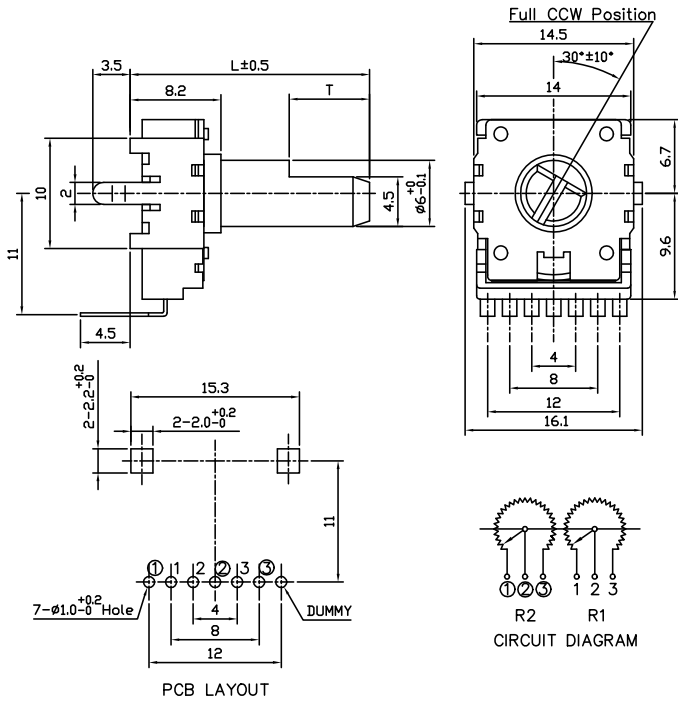 Full CCW Position
14.5
30°±10°
14
3.5
L±0.5
8.2
T
10
2
11
4.5
4.5
ø6+0-0.1
6.7
9.6
4
8
12
16.1
15.3
2-2.2+0.2-0
2-2.0+0.2-0
11
① 1 2 ② 3 ③
7-ø1.0+0.2-0 Hole
DUMMY
4
8
12
PCB LAYOUT
① ② ③ 1 2 3
R2 R1
CIRCUIT DIAGRAM